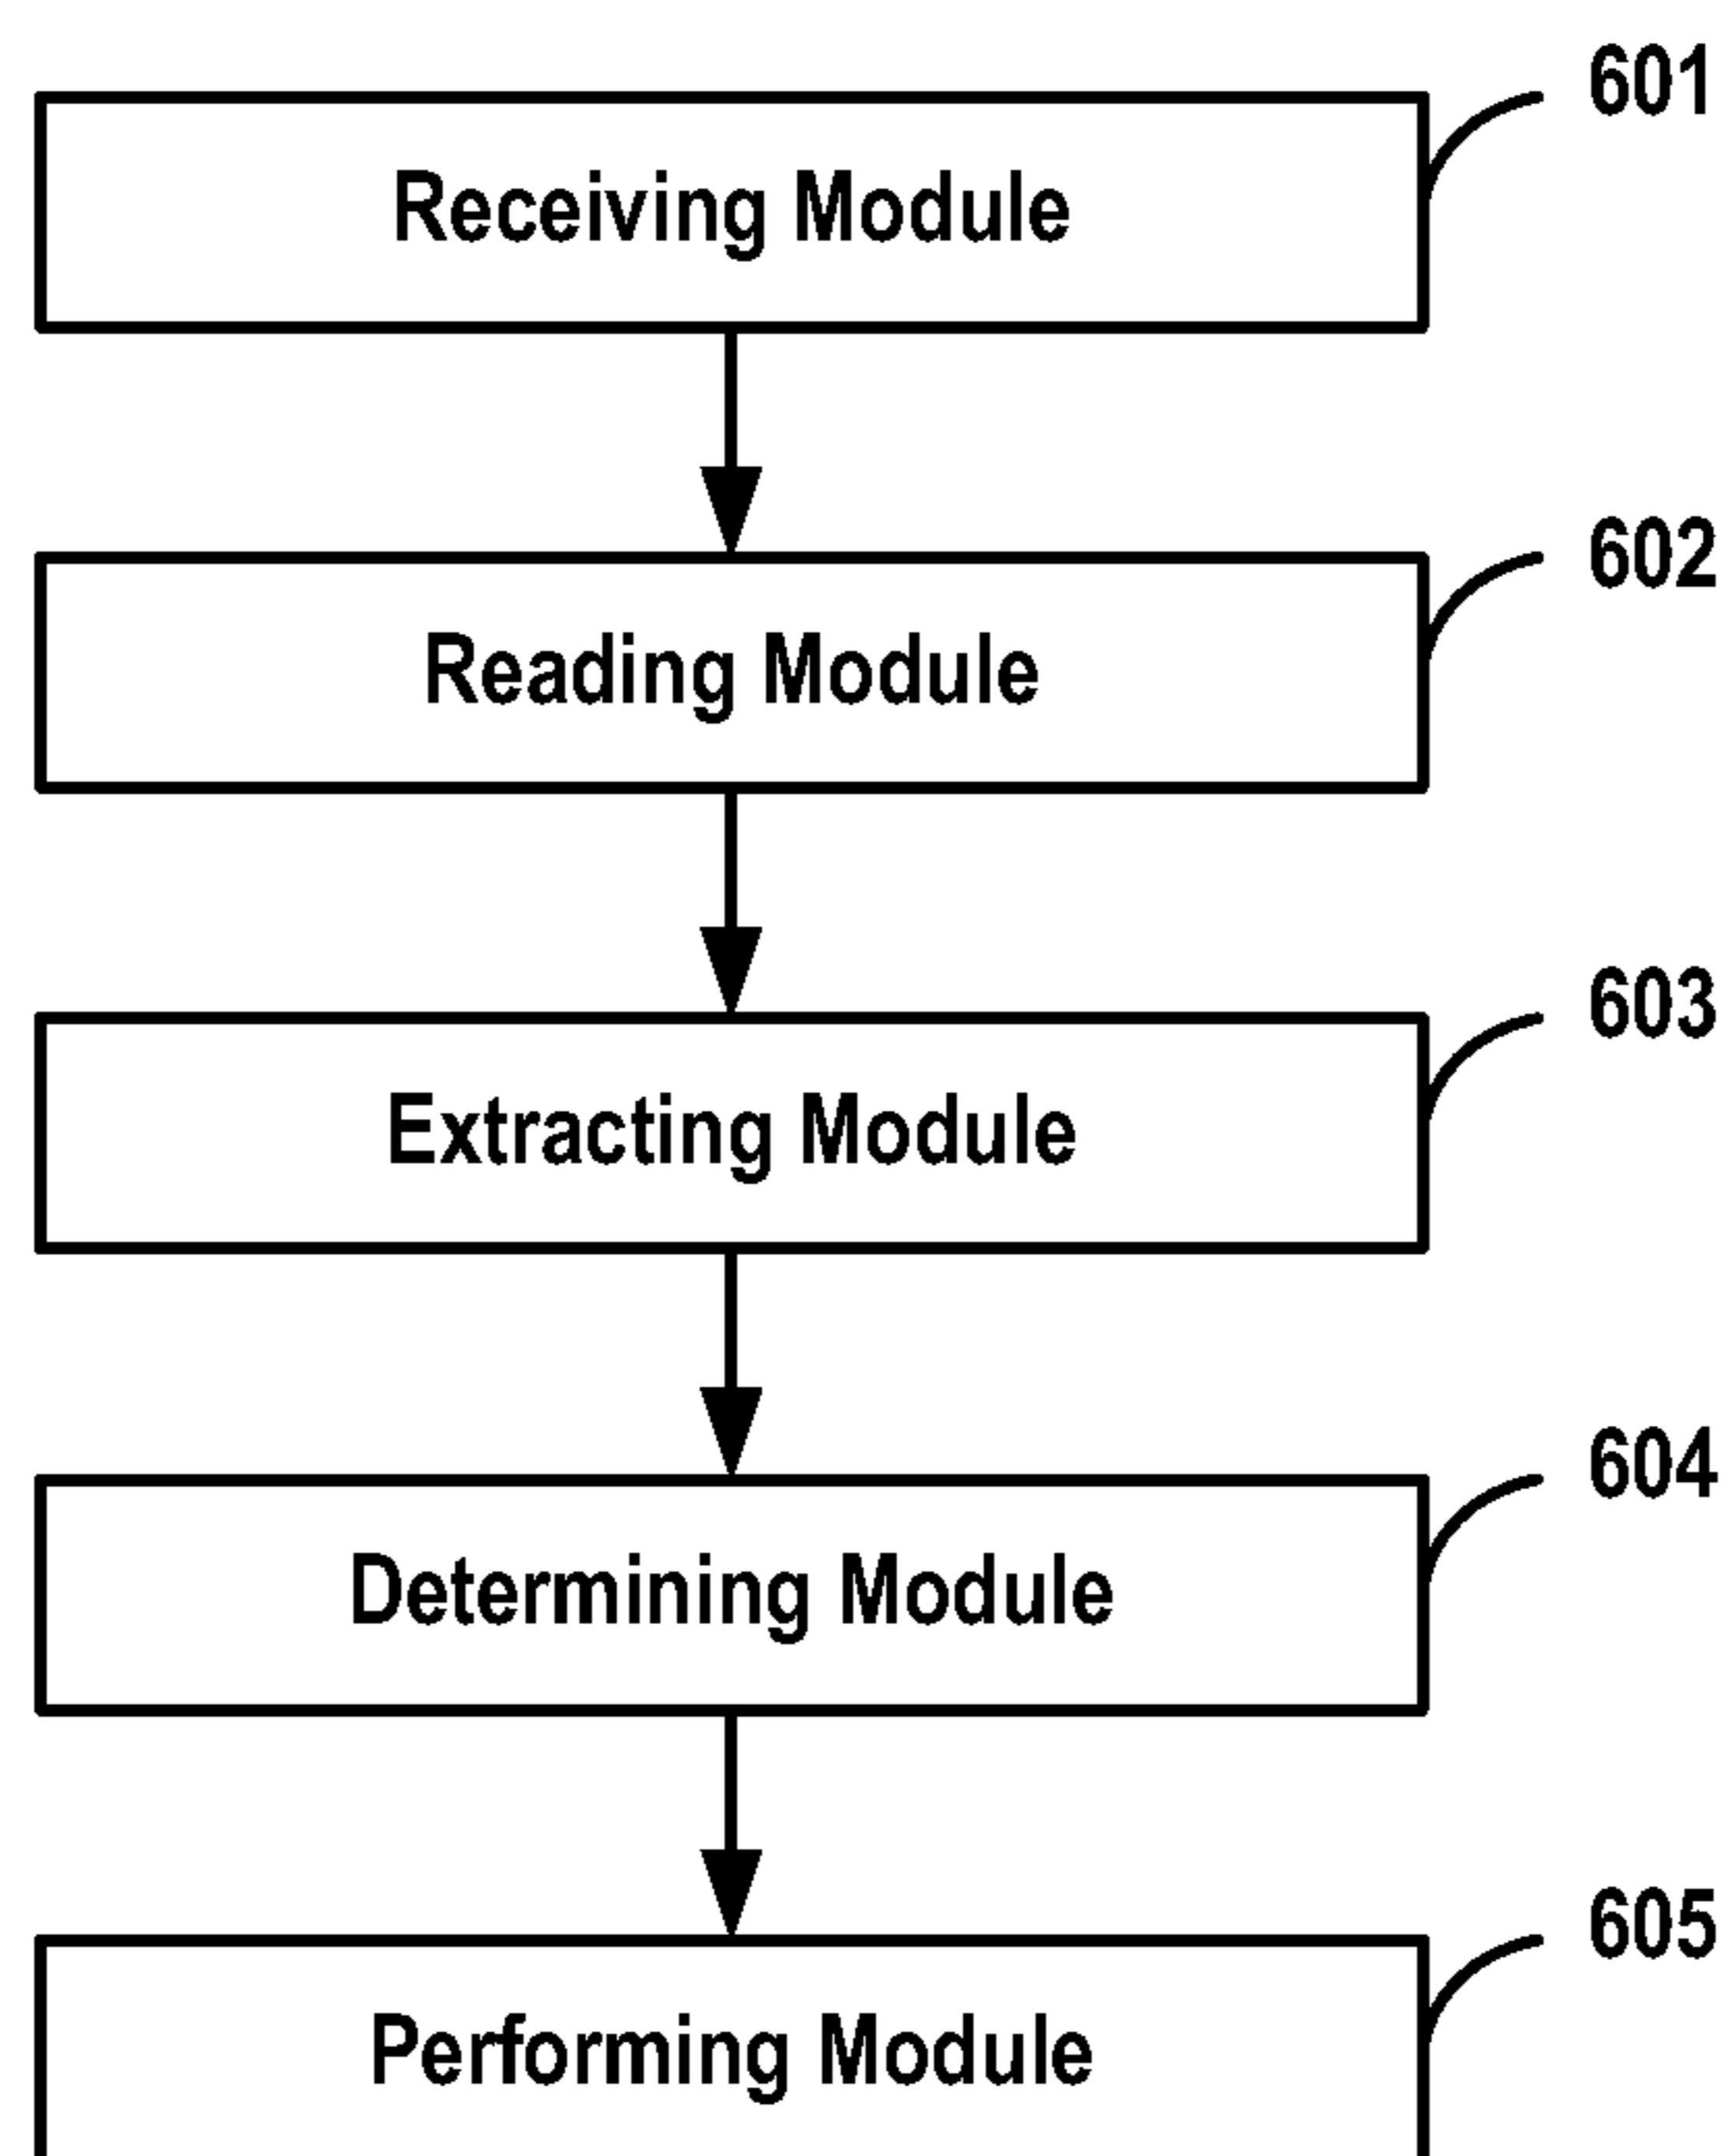 601
Receiving Module
602
Reading Module
603
Extracting Module
604
Determining Module
605
Performing Module